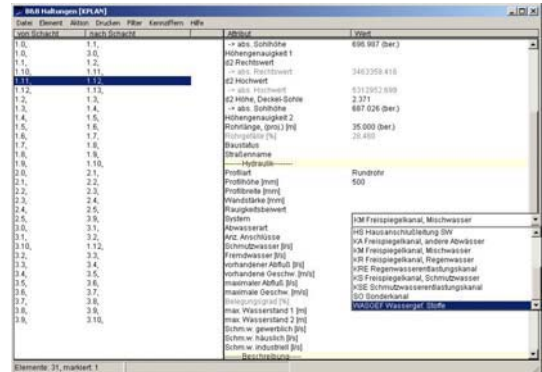 B&B Haltungen [KPLAN]
Datei Element Aktion Drucken Filter Kennziffern Hilfe
von Schacht nach Schacht Attribut Wert
1.0, 1.1, -> abs. Sohlhöhe 696.987 (ber.)
1.0, 3.0, Höhengenauigkeit 1
1.1, 1.2, d2 Rechtswert
1.10, 1.11, -> abs. Rechtswert 3463358.418
1.11, 1.12, d2 Hochwert
1.12, 1.13, -> abs. Hochwert 5312952.699
1.2, 1.3, d2 Höhe, Deckel-Sohle 2.371
1.3, 1.4, -> abs. Sohlhöhe 687.026 (ber.)
1.4, 1.5, Höhengenauigkeit 2
1.5, 1.6, Rohrlänge, (proj.) [m] 35.000 (ber.)
1.6, 1.7, Rohrgefälle [%] 28.460
1.7, 1.8, Baustatus
1.8, 1.9, Straßenname
1.9, 1.10, -------Hydraulik-------
2.0, 2.1, Profilart Rundrohr
2.1, 2.2, Profilhöhe [mm] 500
2.2, 2.3, Profilbreite [mm]
2.3, 2.4, Wandstärke [mm]
2.4, 2.5, Rauigkeitsbeiwert
2.5, 3.9, System KM Freispiegelkanal, Mischwasser
3.0, 3.1, Abwasserart HS Hausanschlußleitung SW
3.1, 3.2, Anz. Anschlüsse KA Freispiegelkanal, andere Abwässer
3.10, 1.12, Schmutzwasser [l/s] KM Freispiegelkanal, Mischwasser
3.2, 3.3, Fremdwasser [l/s] KR Freispiegelkanal, Regenwasser
3.3, 3.4, vorhandener Abfluß [l/s] KRE Regenwasserentlastungskanal
3.4, 3.5, vorhandene Geschw. [m/s] KS Freispiegelkanal, Schmutzwasser
3.5, 3.6, maximaler Abfluß [l/s] KSE Schmutzwasserentlastungskanal
3.6, 3.7, maximale Geschw. [m/s] SO Sonderkanal
3.7, 3.8, Belegungsgrad [%] WASGEF Wassergef. Stoffe
3.8, 3.9, max. Wasserstand 1 [m]
3.9, 3.10, max. Wasserstand 2 [m]
Schm.w. gewerblich [l/s]
Schm.w. häuslich [l/s]
Schm.w. industriell [l/s]
-------Beschreibung-------
Elemente: 31, markiert: 1